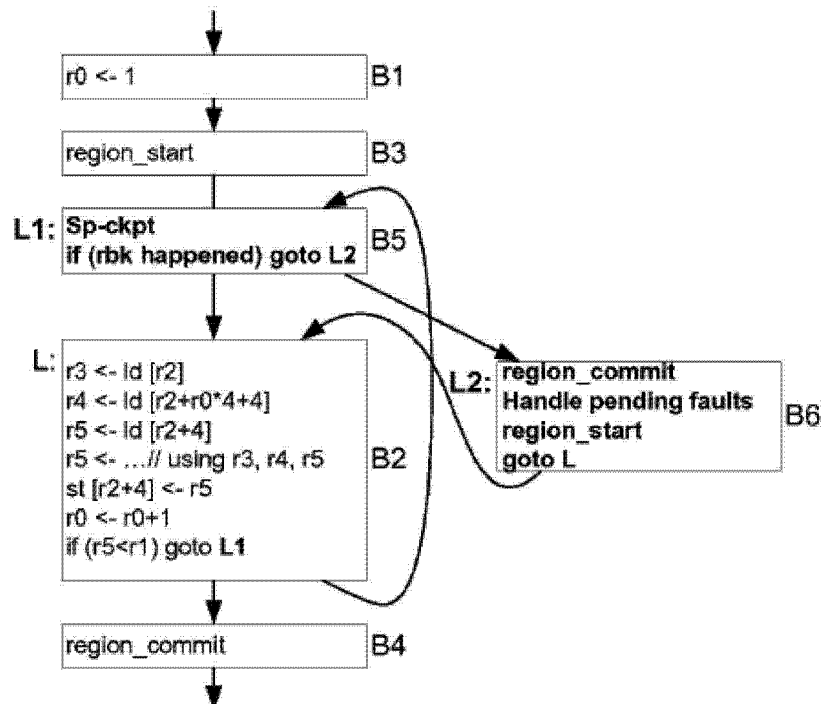 r0 <- 1
B1
region_start
B3
L1:
Sp-ckpt
if (rbk happened) goto L2
B5
L:
r3 <- ld [r2]
r4 <- ld [r2+r0*4+4]
r5 <- ld [r2+4]
r5 <- ...// using r3, r4, r5
st [r2+4] <- r5
r0 <- r0+1
if (r5<r1) goto L1
B2
L2:
region_commit
Handle pending faults
region_start
goto L
B6
region_commit
B4